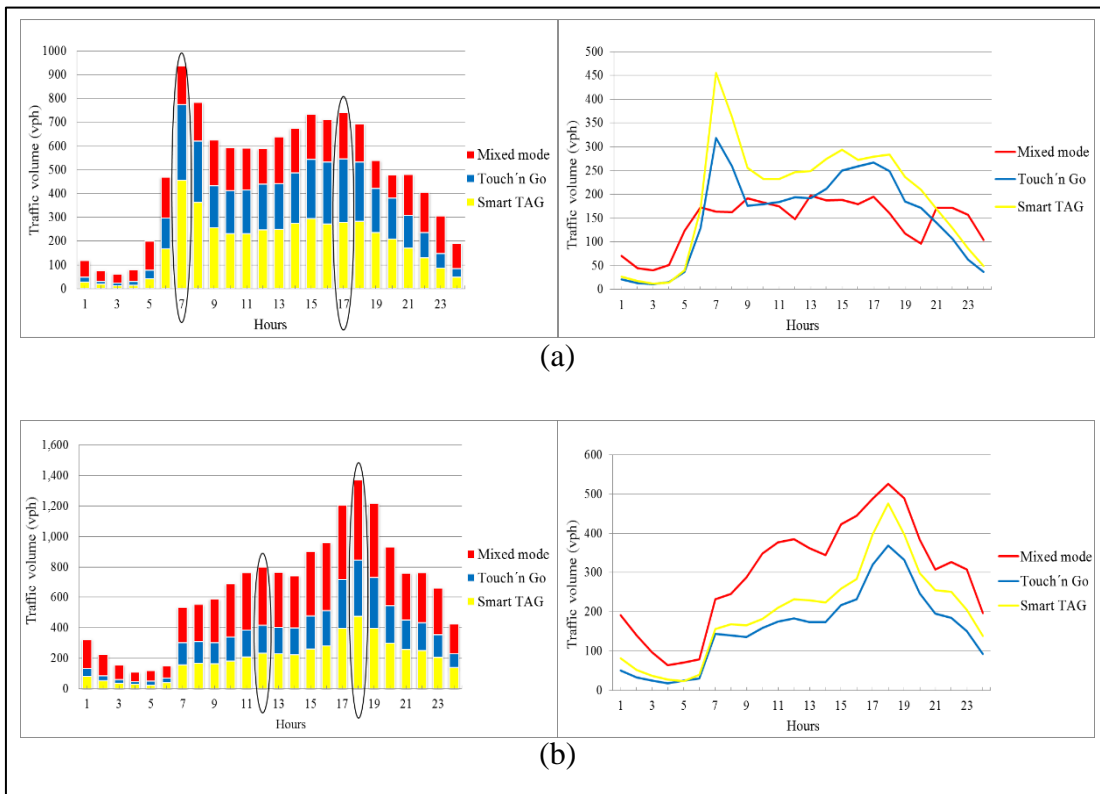 1000
900
800
700
600
500
400
300
200
100
0
Traffic volume (vph)
1 3 5 7 9 11 13 15 17 19 21 23
Hours
Mixed mode
Touch´n Go
Smart TAG
500
450
400
350
300
250
200
150
100
50
0
Traffic volume (vph)
1 3 5 7 9 11 13 15 17 19 21 23
Hours
Mixed mode
Touch´n Go
Smart TAG
(a)
1,600
1,400
1,200
1,000
800
600
400
200
0
Traffic volume (vph)
1 3 5 7 9 11 13 15 17 19 21 23
Hours
Mixed mode
Touch´n Go
Smart TAG
600
500
400
300
200
100
0
Traffic volume (vph)
1 3 5 7 9 11 13 15 17 19 21 23
Hours
Mixed mode
Touch´n Go
Smart TAG
(b)